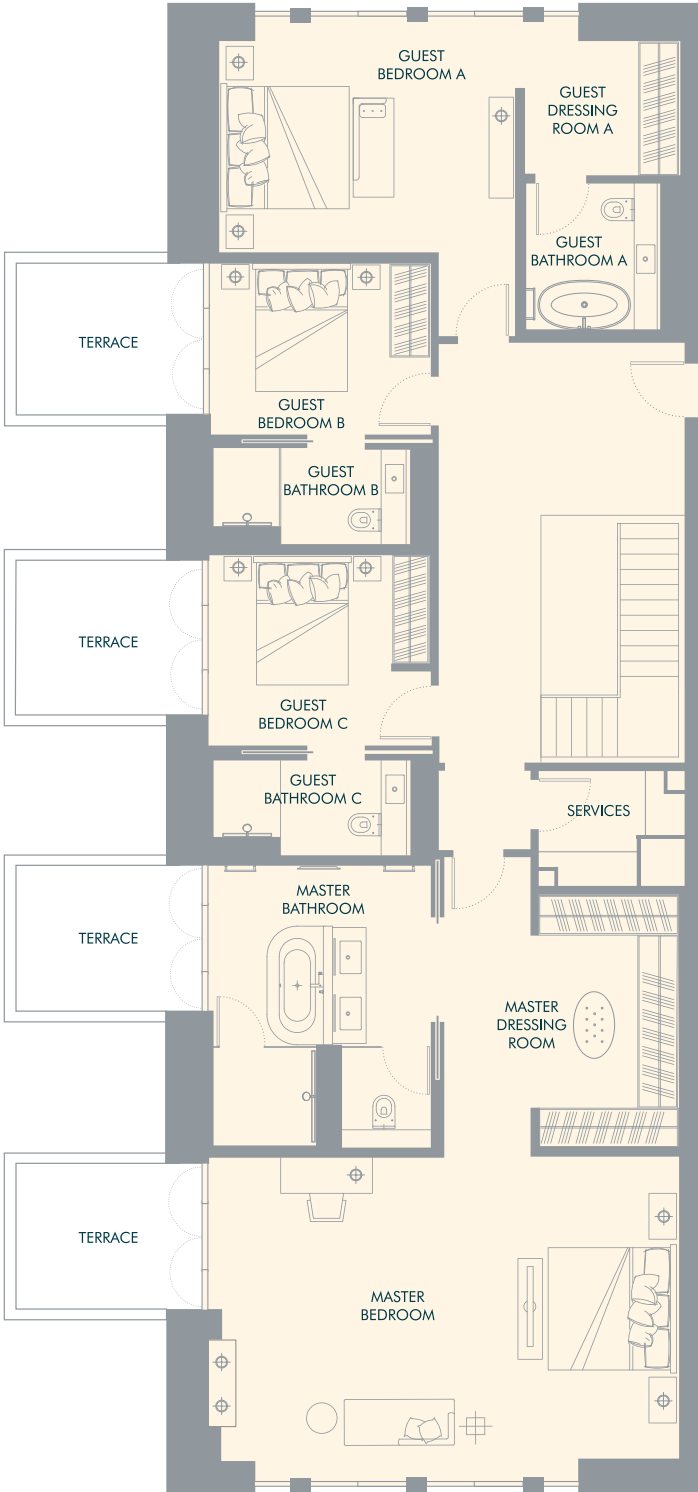 GUEST
BEDROOM A
GUEST
DRESSING
ROOM A
GUEST
BATHROOM A
TERRACE
GUEST
BEDROOM B
GUEST
BATHROOM B
TERRACE
GUEST
BEDROOM C
GUEST
BATHROOM C
SERVICES
MASTER
BATHROOM
TERRACE
MASTER
DRESSING
ROOM
TERRACE
MASTER
BEDROOM